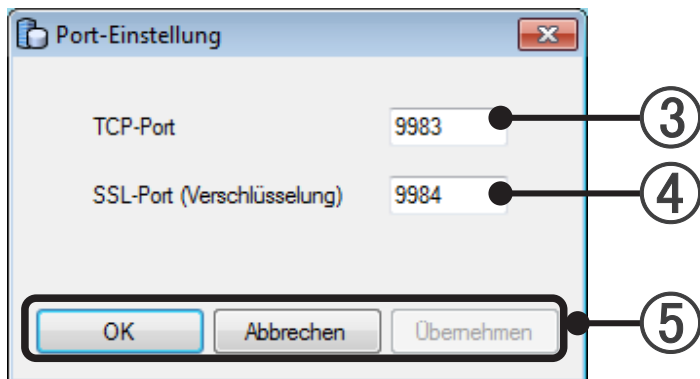 Port-Einstellung
TCP-Port 9983 ③
SSL-Port (Verschlüsselung) 9984 ④
OK Abbrechen Übernehmen ⑤